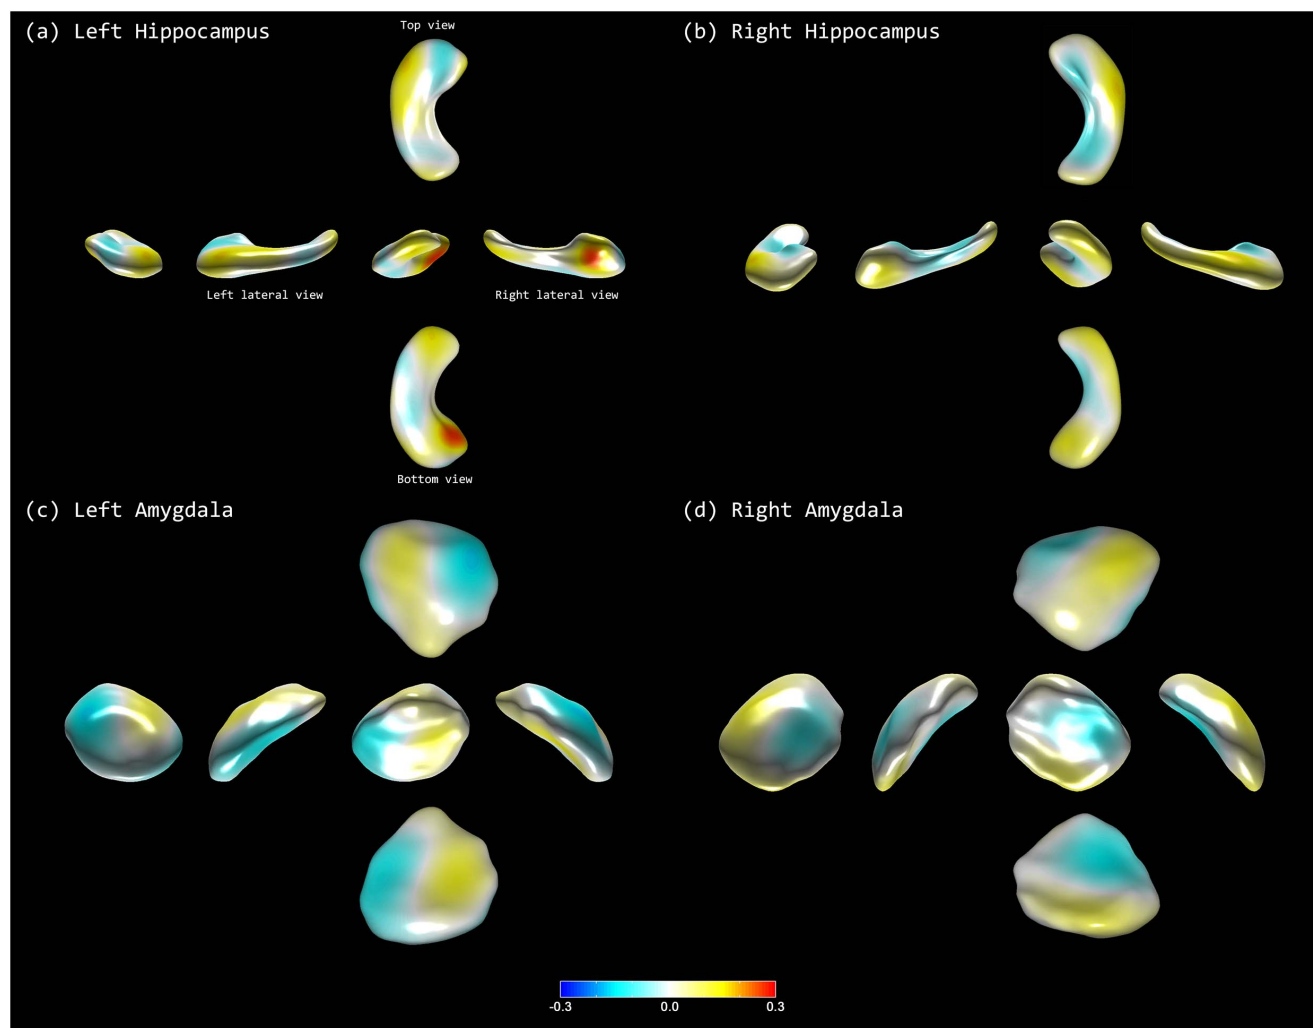 (a) Left Hippocampus
Top view
(b) Right Hippocampus
Left lateral view
Right lateral view
Bottom view
(c) Left Amygdala
(d) Right Amygdala
-0.3
0.0
0.3